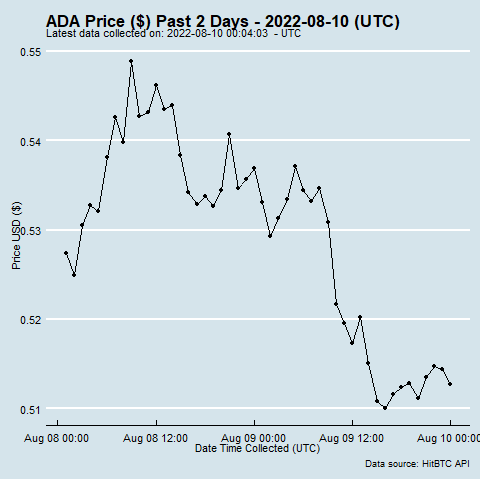 ADA Price ($) Past 2 Days - 2022-08-10 (UTC)
Latest data collected on: 2022-08-10 00:04:03 - UTC
0.55
0.54
0.53
0.52
0.51
Price USD ($)
Aug 08 00:00 Aug 08 12:00 Aug 09 00:00 Aug 09 12:00 Aug 10 00:00
Date Time Collected (UTC)
Data source: HitBTC API